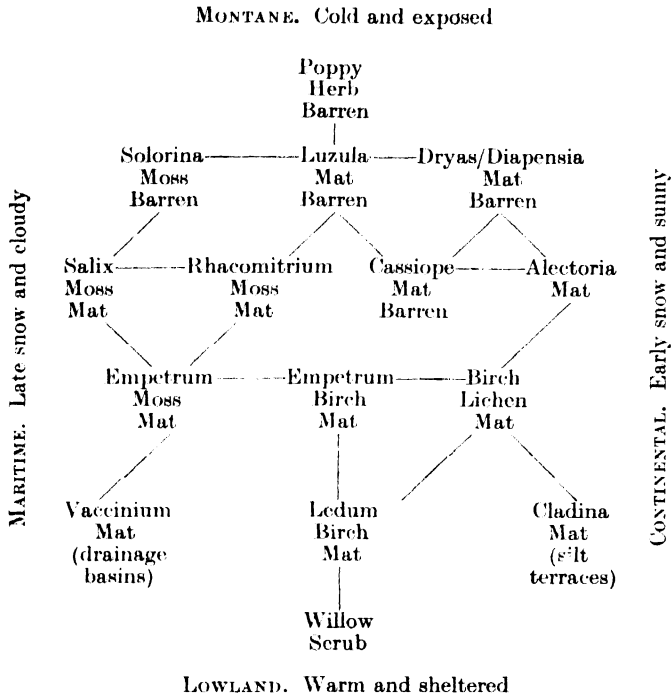 MONTANE. Cold and exposed
Poppy
Herb
Barren
Solorina Luzula Dryas/Diapensia
Moss Mat Mat
Barren Barren Barren
MARITIME. Late snow and cloudy
CONTINENTAL. Early snow and sunny
Salix Rhacomitrium Cassiope Alectoria
Moss Moss Mat Mat
Mat Mat Barren
Empetrum Empetrum Birch
Moss Birch Lichen
Mat Mat Mat
Vaccinium Ledum Cladina
Mat Birch Mat
(drainage Mat (silt
basins) terraces)
Willow
Scrub
LOWLAND. Warm and sheltered